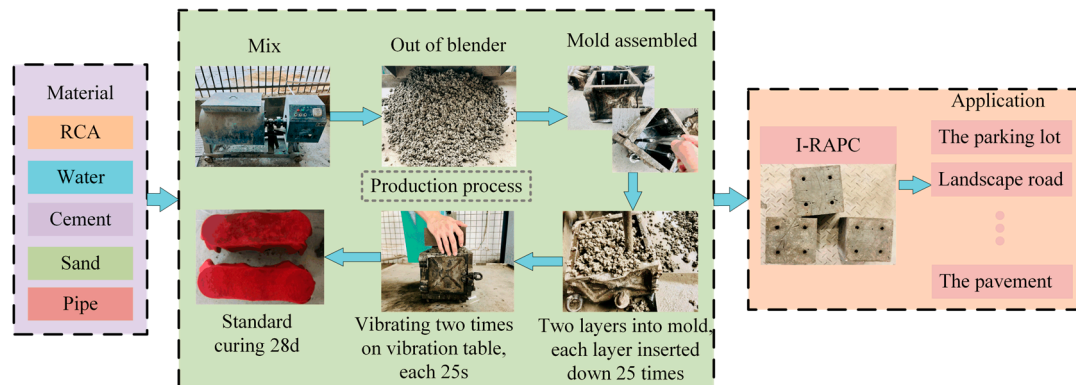 Material
RCA
Water
Cement
Sand
Pipe
Mix
Out of blender
Mold assembled
Production process
Standard
curing 28d
Vibrating two times
on vibration table,
each 25s
Two layers into mold,
each layer inserted
down 25 times
I-RAPC
Application
The parking lot
Landscape road
The pavement